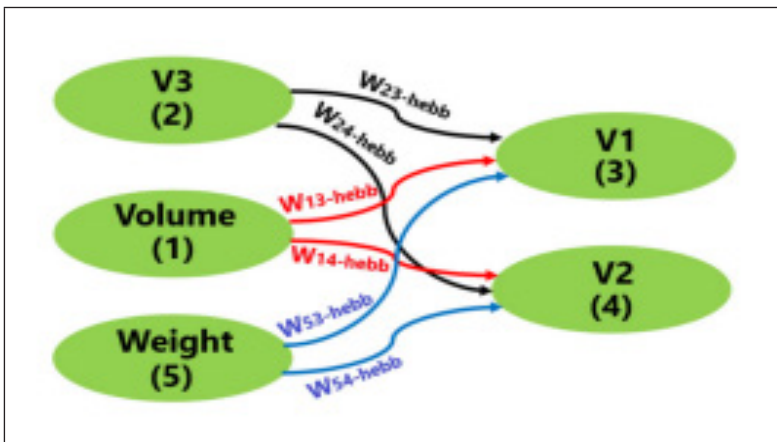 V3
(2)
W23-hebb
W24-hebb
V1
(3)
Volume
(1)
W13-hebb
W14-hebb
V2
(4)
Weight
(5)
W53-hebb
W54-hebb